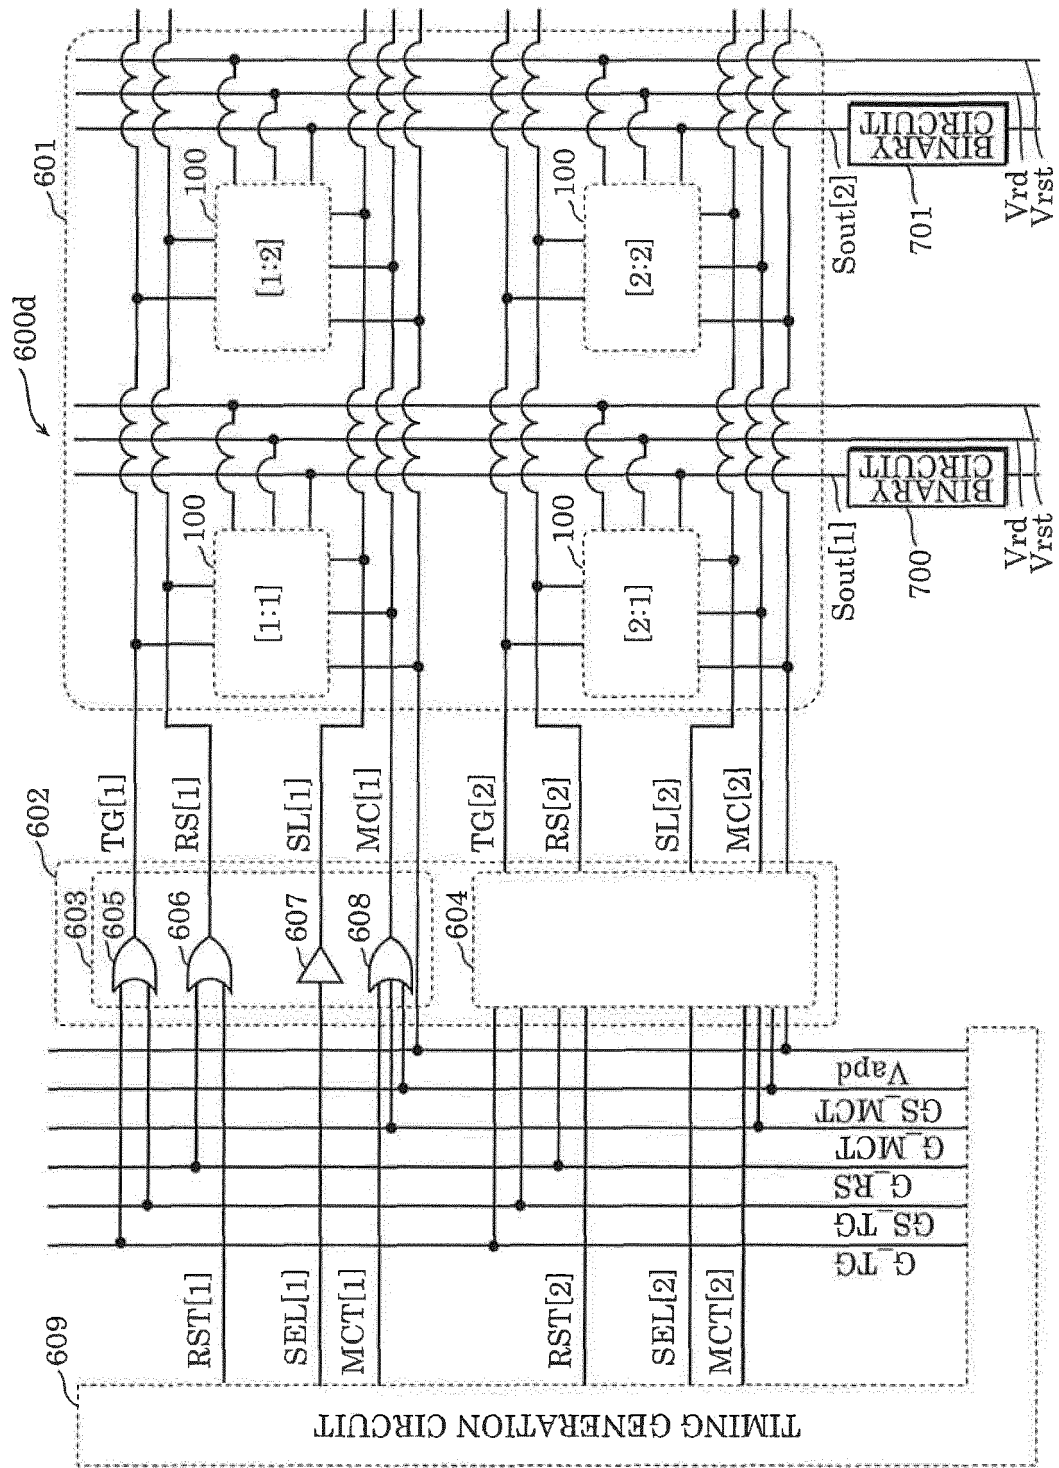 600d
601
602
603
604
605
606
607
608
609
TIMING GENERATION CIRCUIT
RST[1]
SEL[1]
MCT[1]
RST[2]
SEL[2]
MCT[2]
G_TG
GS_TG
G_RS
G_MCT
GS_MCT
Vapd
TG[1]
RS[1]
SL[1]
MC[1]
TG[2]
RS[2]
SL[2]
MC[2]
100
[1:1]
100
[1:2]
100
[2:1]
100
[2:2]
Sout[1]
BINARY
CIRCUIT
700
Vrd
Vrst
Sout[2]
BINARY
CIRCUIT
701
Vrd
Vrst